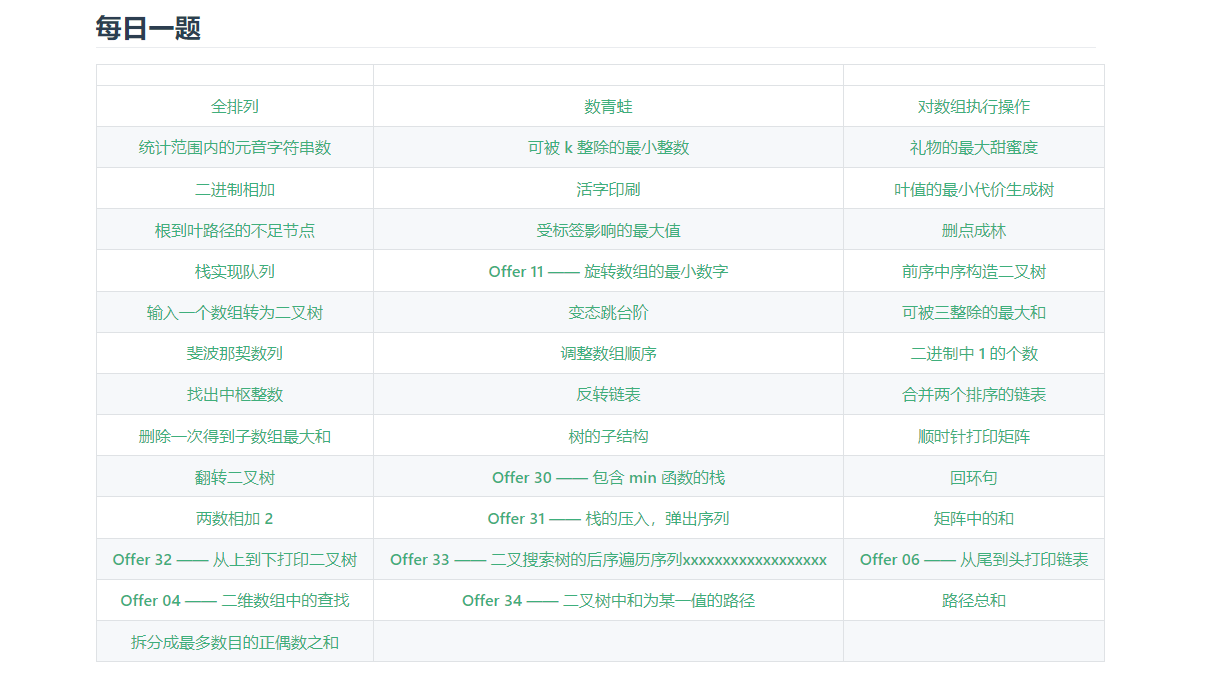 每日一题
全排列 数青蛙 对数组执行操作
统计范围内的元音字符串数 可被 k 整除的最小整数 礼物的最大甜蜜度
二进制相加 活字印刷 叶值的最小代价生成树
根到叶路径的不足节点 受标签影响的最大值 删点成林
栈实现队列 Offer 11 —— 旋转数组的最小数字 前序中序构造二叉树
输入一个数组转为二叉树 变态跳台阶 可被三整除的最大和
斐波那契数列 调整数组顺序 二进制中 1 的个数
找出中枢整数 反转链表 合并两个排序的链表
删除一次得到子数组最大和 树的子结构 顺时针打印矩阵
翻转二叉树 Offer 30 —— 包含 min 函数的栈 回环句
两数相加 2 Offer 31 —— 栈的压入，弹出序列 矩阵中的和
Offer 32 —— 从上到下打印二叉树 Offer 33 —— 二叉搜索树的后序遍历序列xxxxxxxxxxxxxxxxxx Offer 06 —— 从尾到头打印链表
Offer 04 —— 二维数组中的查找 Offer 34 —— 二叉树中和为某一值的路径 路径总和
拆分成最多数目的正偶数之和